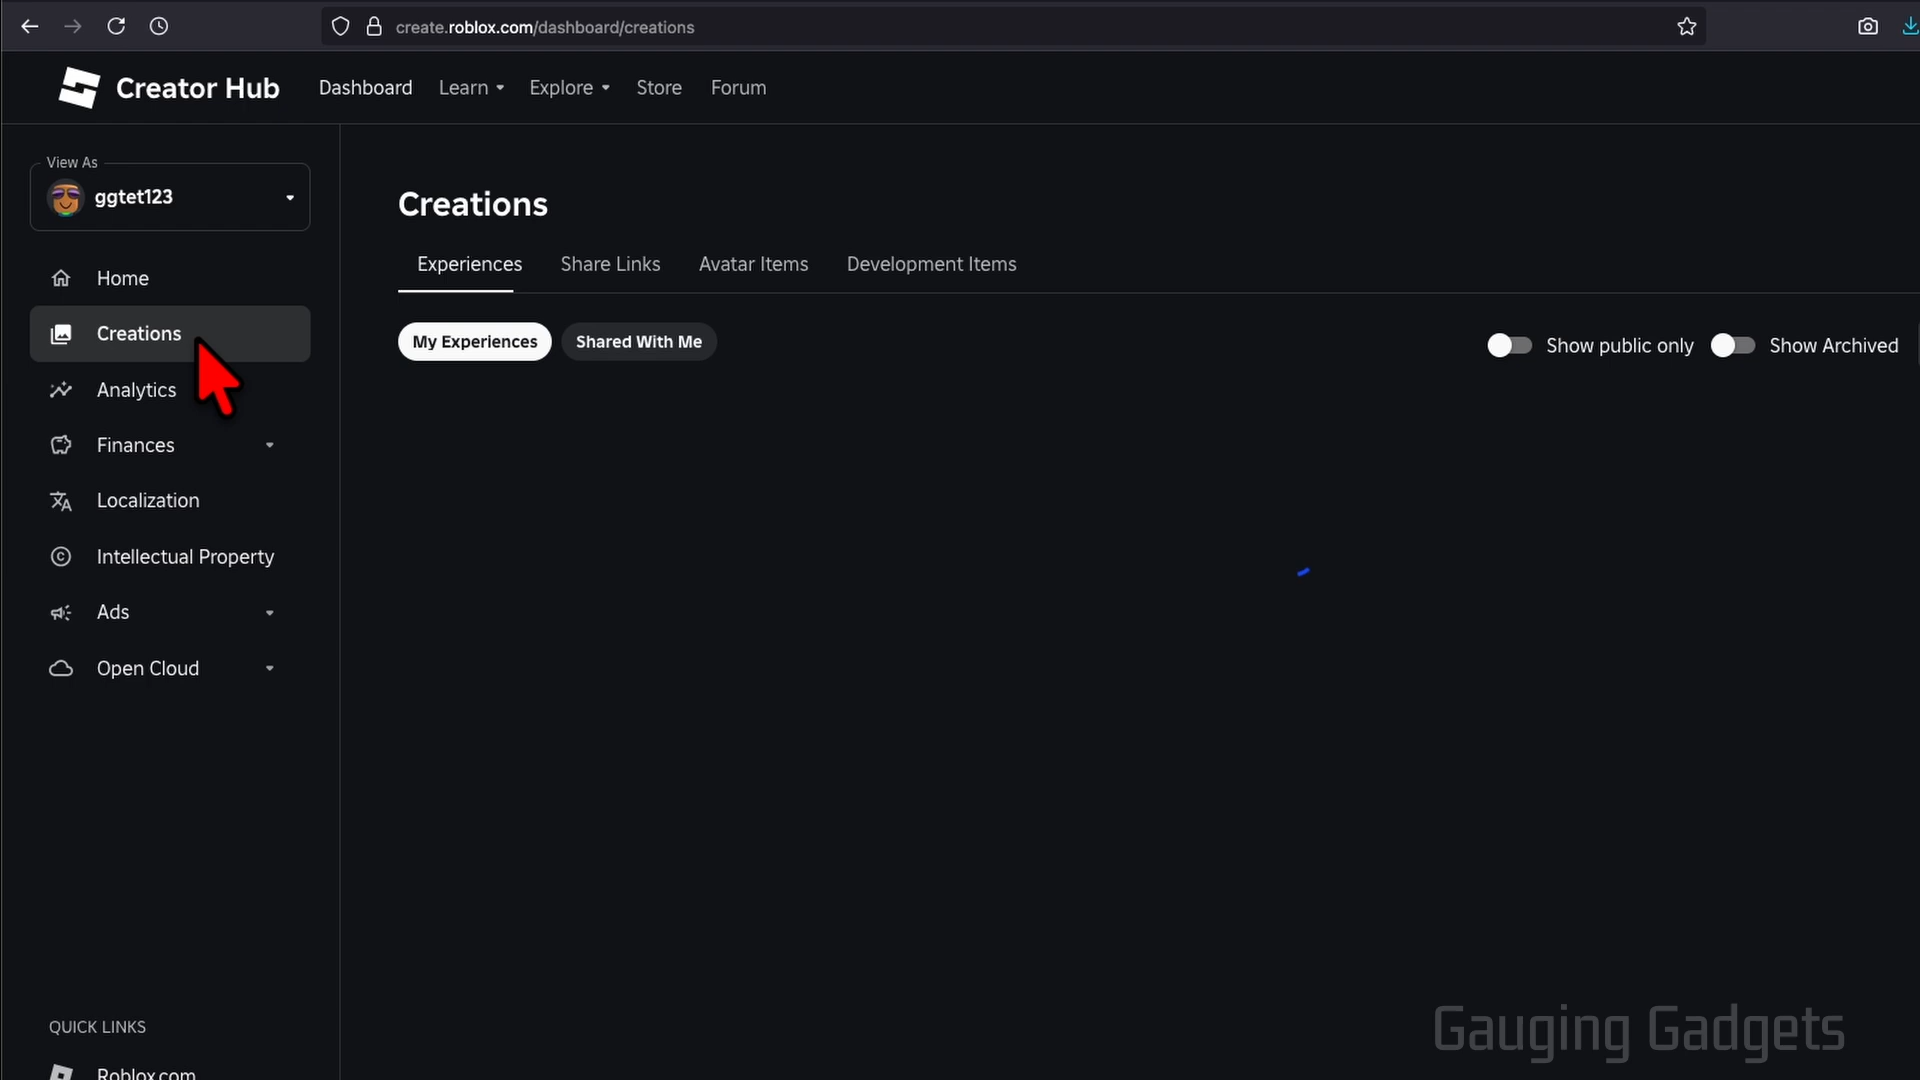 create.roblox.com/dashboard/creations
Creator Hub
Dashboard
Learn
Explore
Store
Forum
View As
ggtet123
Home
Creations
Analytics
Finances
Localization
Intellectual Property
Ads
Open Cloud
QUICK LINKS
Roblox.com
Creations
Experiences
Share Links
Avatar Items
Development Items
My Experiences
Shared With Me
Show public only
Show Archived
Gauging Gadgets